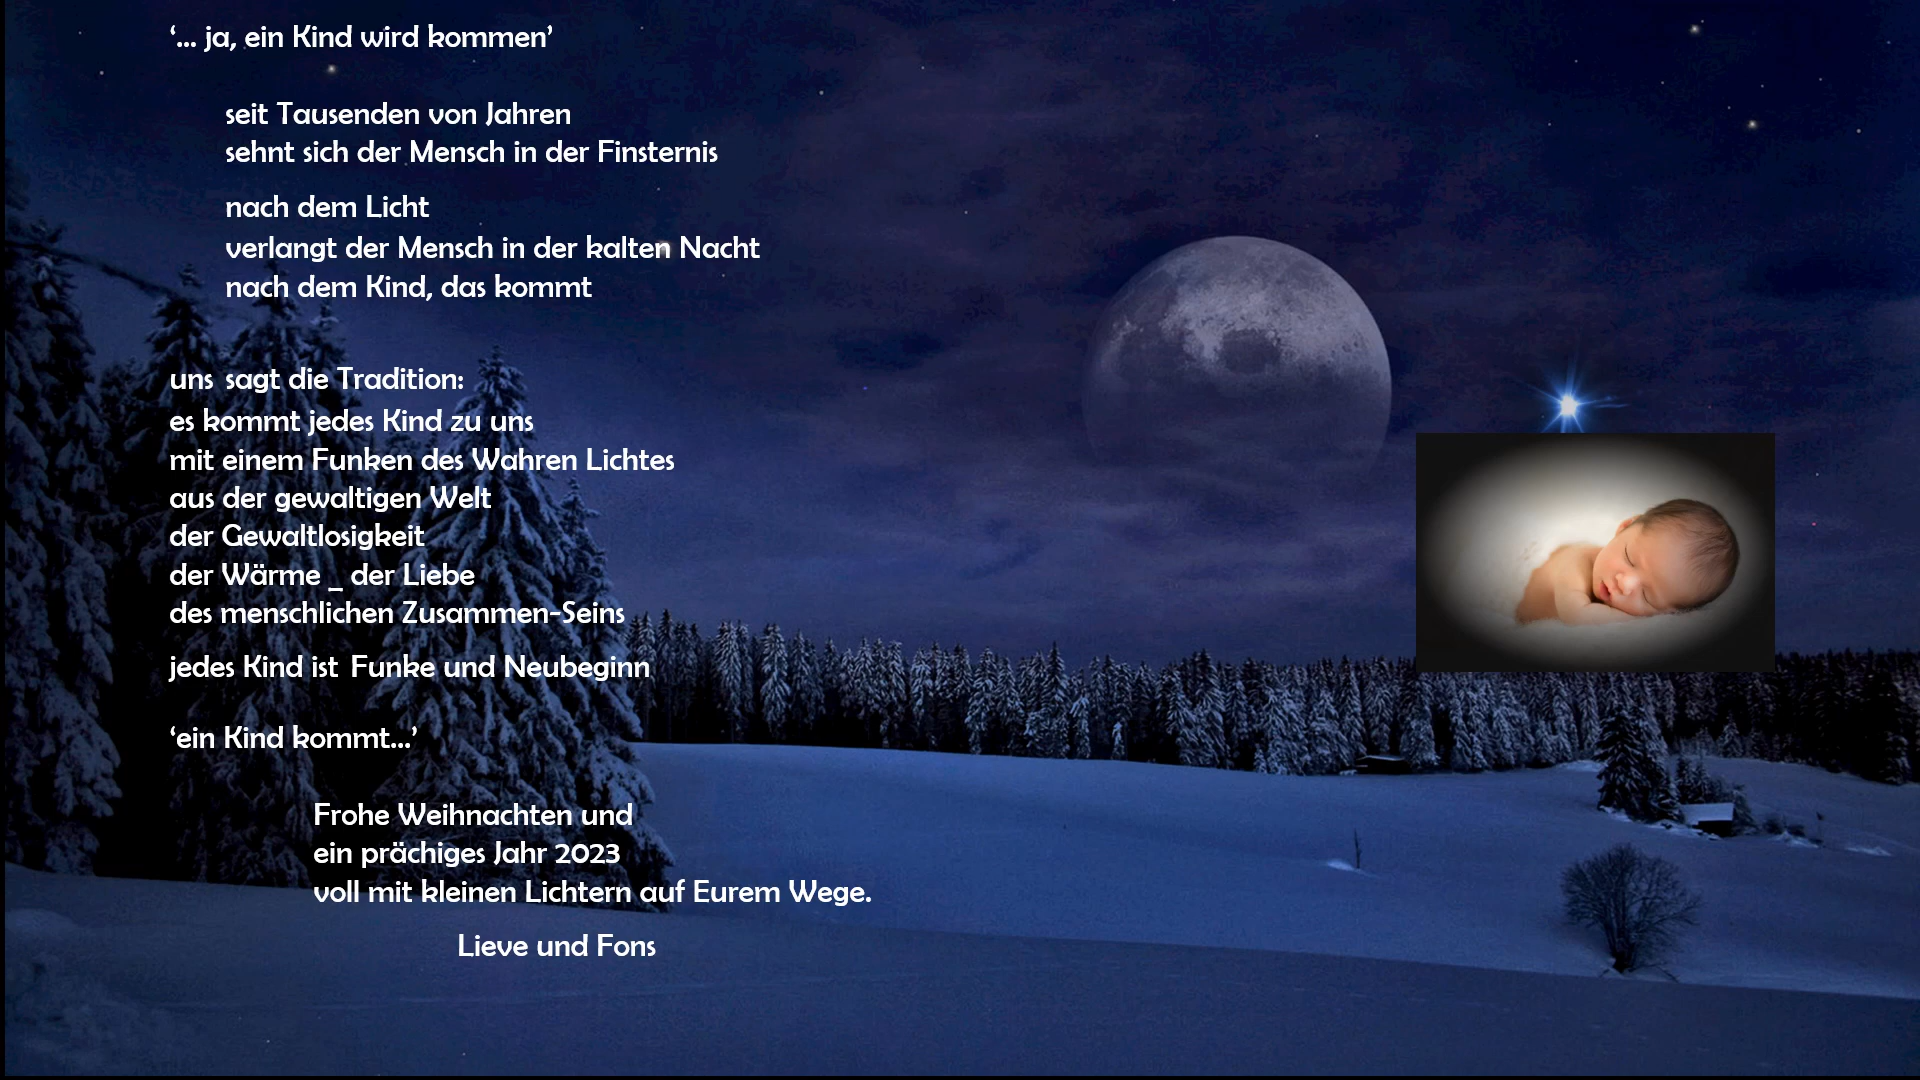 ‘... ja, ein Kind wird kommen’
seit Tausenden von Jahren
sehnt sich der Mensch in der Finsternis
nach dem Licht
verlangt der Mensch in der kalten Nacht
nach dem Kind, das kommt
uns sagt die Tradition:
es kommt jedes Kind zu uns
mit einem Funken des Wahren Lichtes
aus der gewaltigen Welt
der Gewaltlosigkeit
der Wärme _ der Liebe
des menschlichen Zusammen-Seins
jedes Kind ist Funke und Neubeginn
‘ein Kind kommt...’
Frohe Weihnachten und
ein prächiges Jahr 2023
voll mit kleinen Lichtern auf Eurem Wege.
Lieve und Fons